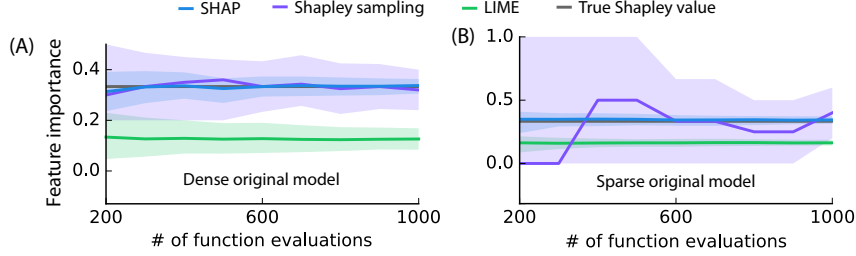 SHAP Shapley sampling LIME True Shapley value
(A)
Feature importance
0.4
0.2
0.0
Dense original model
200 600 1000
# of function evaluations
(B)
1.0
0.5
0.0
Sparse original model
200 600 1000
# of function evaluations